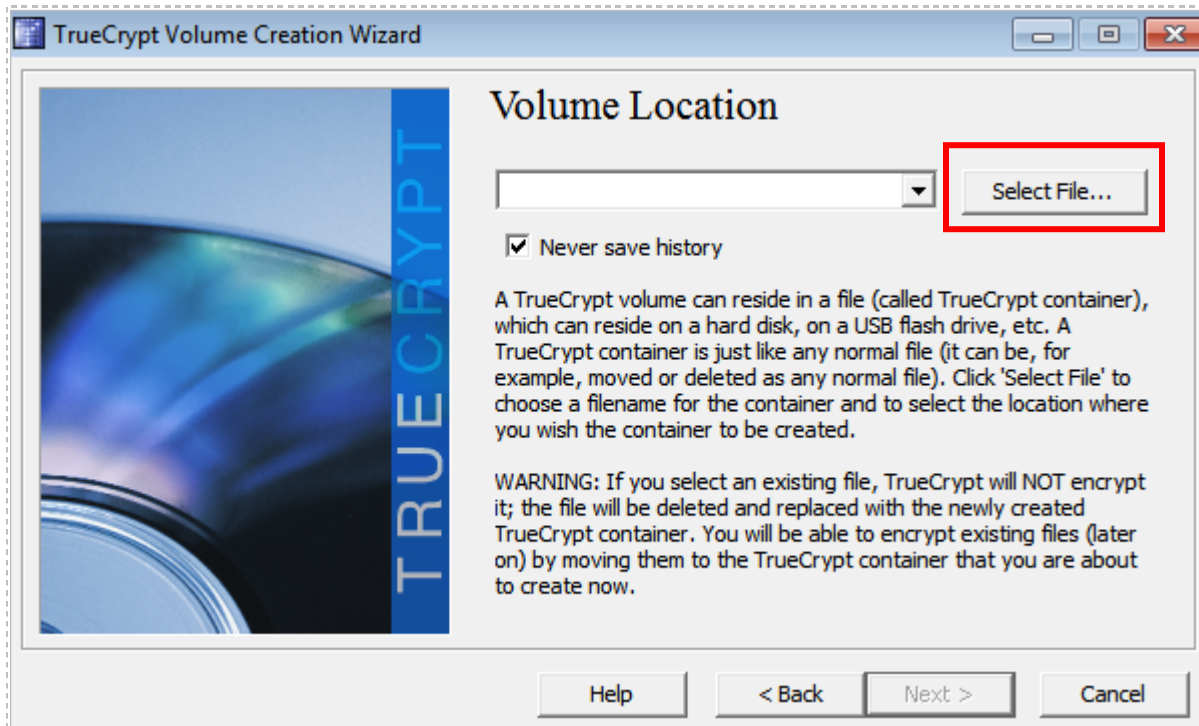 TrueCrypt Volume Creation Wizard
TRUECRYPT
Volume Location
Select File...
Never save history
A TrueCrypt volume can reside in a file (called TrueCrypt container),
which can reside on a hard disk, on a USB flash drive, etc. A
TrueCrypt container is just like any normal file (it can be, for
example, moved or deleted as any normal file). Click 'Select File' to
choose a filename for the container and to select the location where
you wish the container to be created.
WARNING: If you select an existing file, TrueCrypt will NOT encrypt
it; the file will be deleted and replaced with the newly created
TrueCrypt container. You will be able to encrypt existing files (later
on) by moving them to the TrueCrypt container that you are about
to create now.
Help
< Back
Next >
Cancel